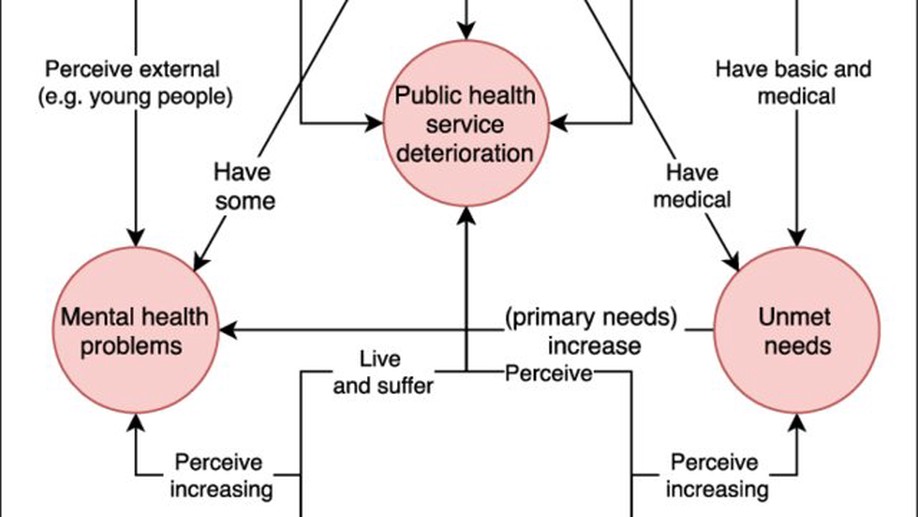 Perceive external
(e.g. young people)
Public health
service
deterioration
Have basic and
medical
Have
some
Have
medical
Mental health
problems
(primary needs)
increase
Unmet
needs
Live
and suffer
Perceive
Perceive
increasing
Perceive
increasing